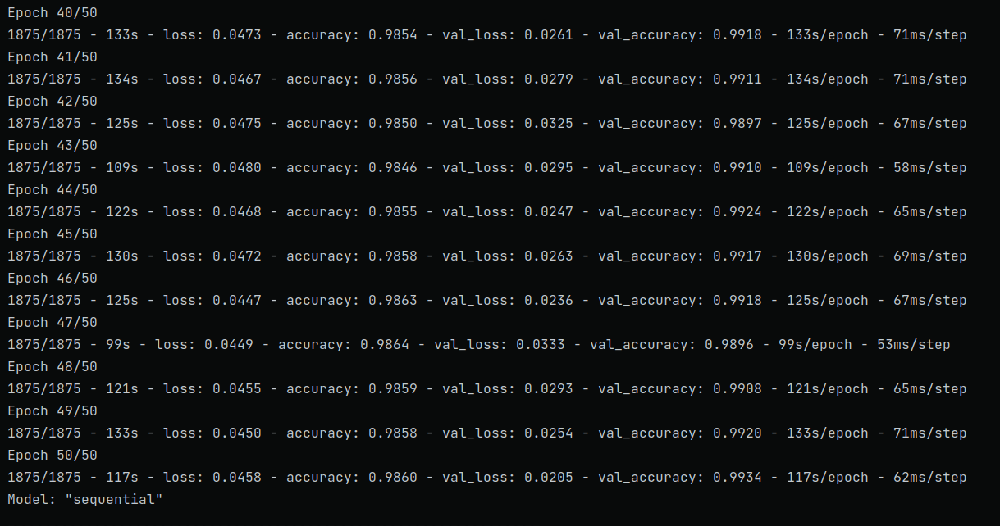 Epoch 40/50
1875/1875 - 133s - loss: 0.0473 - accuracy: 0.9854 - val_loss: 0.0261 - val_accuracy: 0.9918 - 133s/epoch - 71ms/step
Epoch 41/50
1875/1875 - 134s - loss: 0.0467 - accuracy: 0.9856 - val_loss: 0.0279 - val_accuracy: 0.9911 - 134s/epoch - 71ms/step
Epoch 42/50
1875/1875 - 125s - loss: 0.0475 - accuracy: 0.9850 - val_loss: 0.0325 - val_accuracy: 0.9897 - 125s/epoch - 67ms/step
Epoch 43/50
1875/1875 - 109s - loss: 0.0480 - accuracy: 0.9846 - val_loss: 0.0295 - val_accuracy: 0.9910 - 109s/epoch - 58ms/step
Epoch 44/50
1875/1875 - 122s - loss: 0.0468 - accuracy: 0.9855 - val_loss: 0.0247 - val_accuracy: 0.9924 - 122s/epoch - 65ms/step
Epoch 45/50
1875/1875 - 130s - loss: 0.0472 - accuracy: 0.9858 - val_loss: 0.0263 - val_accuracy: 0.9917 - 130s/epoch - 69ms/step
Epoch 46/50
1875/1875 - 125s - loss: 0.0447 - accuracy: 0.9863 - val_loss: 0.0236 - val_accuracy: 0.9918 - 125s/epoch - 67ms/step
Epoch 47/50
1875/1875 - 99s - loss: 0.0449 - accuracy: 0.9864 - val_loss: 0.0333 - val_accuracy: 0.9896 - 99s/epoch - 53ms/step
Epoch 48/50
1875/1875 - 121s - loss: 0.0455 - accuracy: 0.9859 - val_loss: 0.0293 - val_accuracy: 0.9908 - 121s/epoch - 65ms/step
Epoch 49/50
1875/1875 - 133s - loss: 0.0450 - accuracy: 0.9858 - val_loss: 0.0254 - val_accuracy: 0.9920 - 133s/epoch - 71ms/step
Epoch 50/50
1875/1875 - 117s - loss: 0.0458 - accuracy: 0.9860 - val_loss: 0.0205 - val_accuracy: 0.9934 - 117s/epoch - 62ms/step
Model: "sequential"